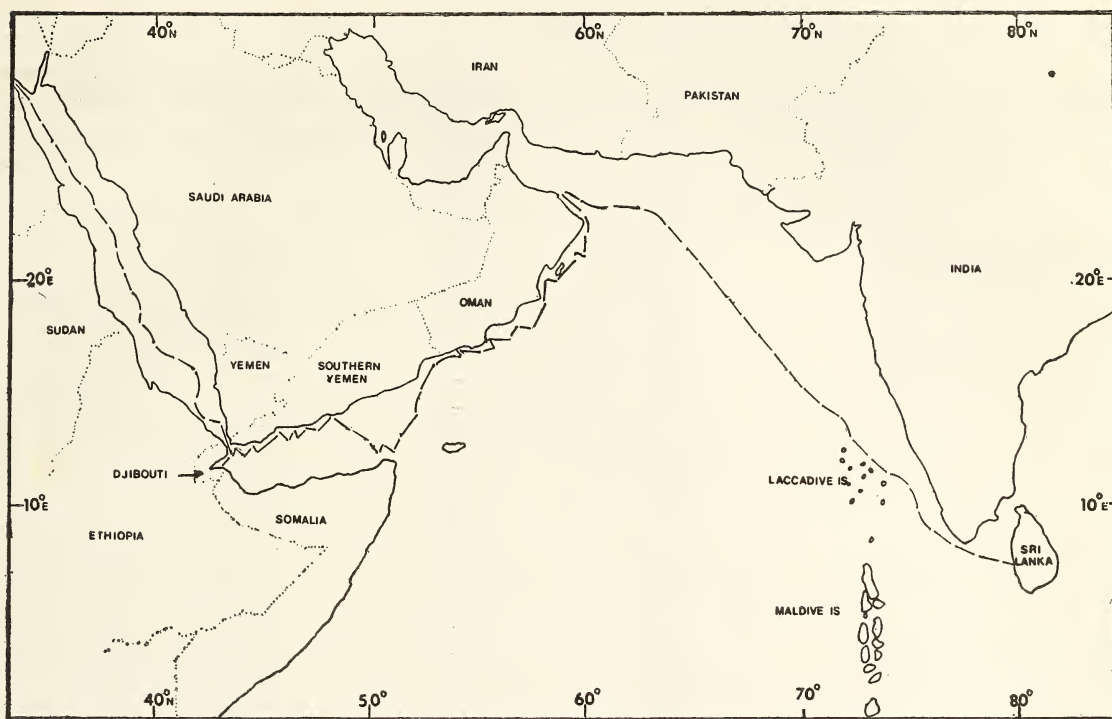 40°N 60°N 70°N 80°N
IRAN
PAKISTAN
SAUDI ARABIA
INDIA
20°E 20°E
OMAN
SUDAN
YEMEN
SOUTHERN
YEMEN
DJIBOUTI
LACCADIVE IS
10°E 10°E
SOMALIA
ETHIOPIA
SRI
LANKA
MALDIVE IS
40°N 50° 60° 70° 80°